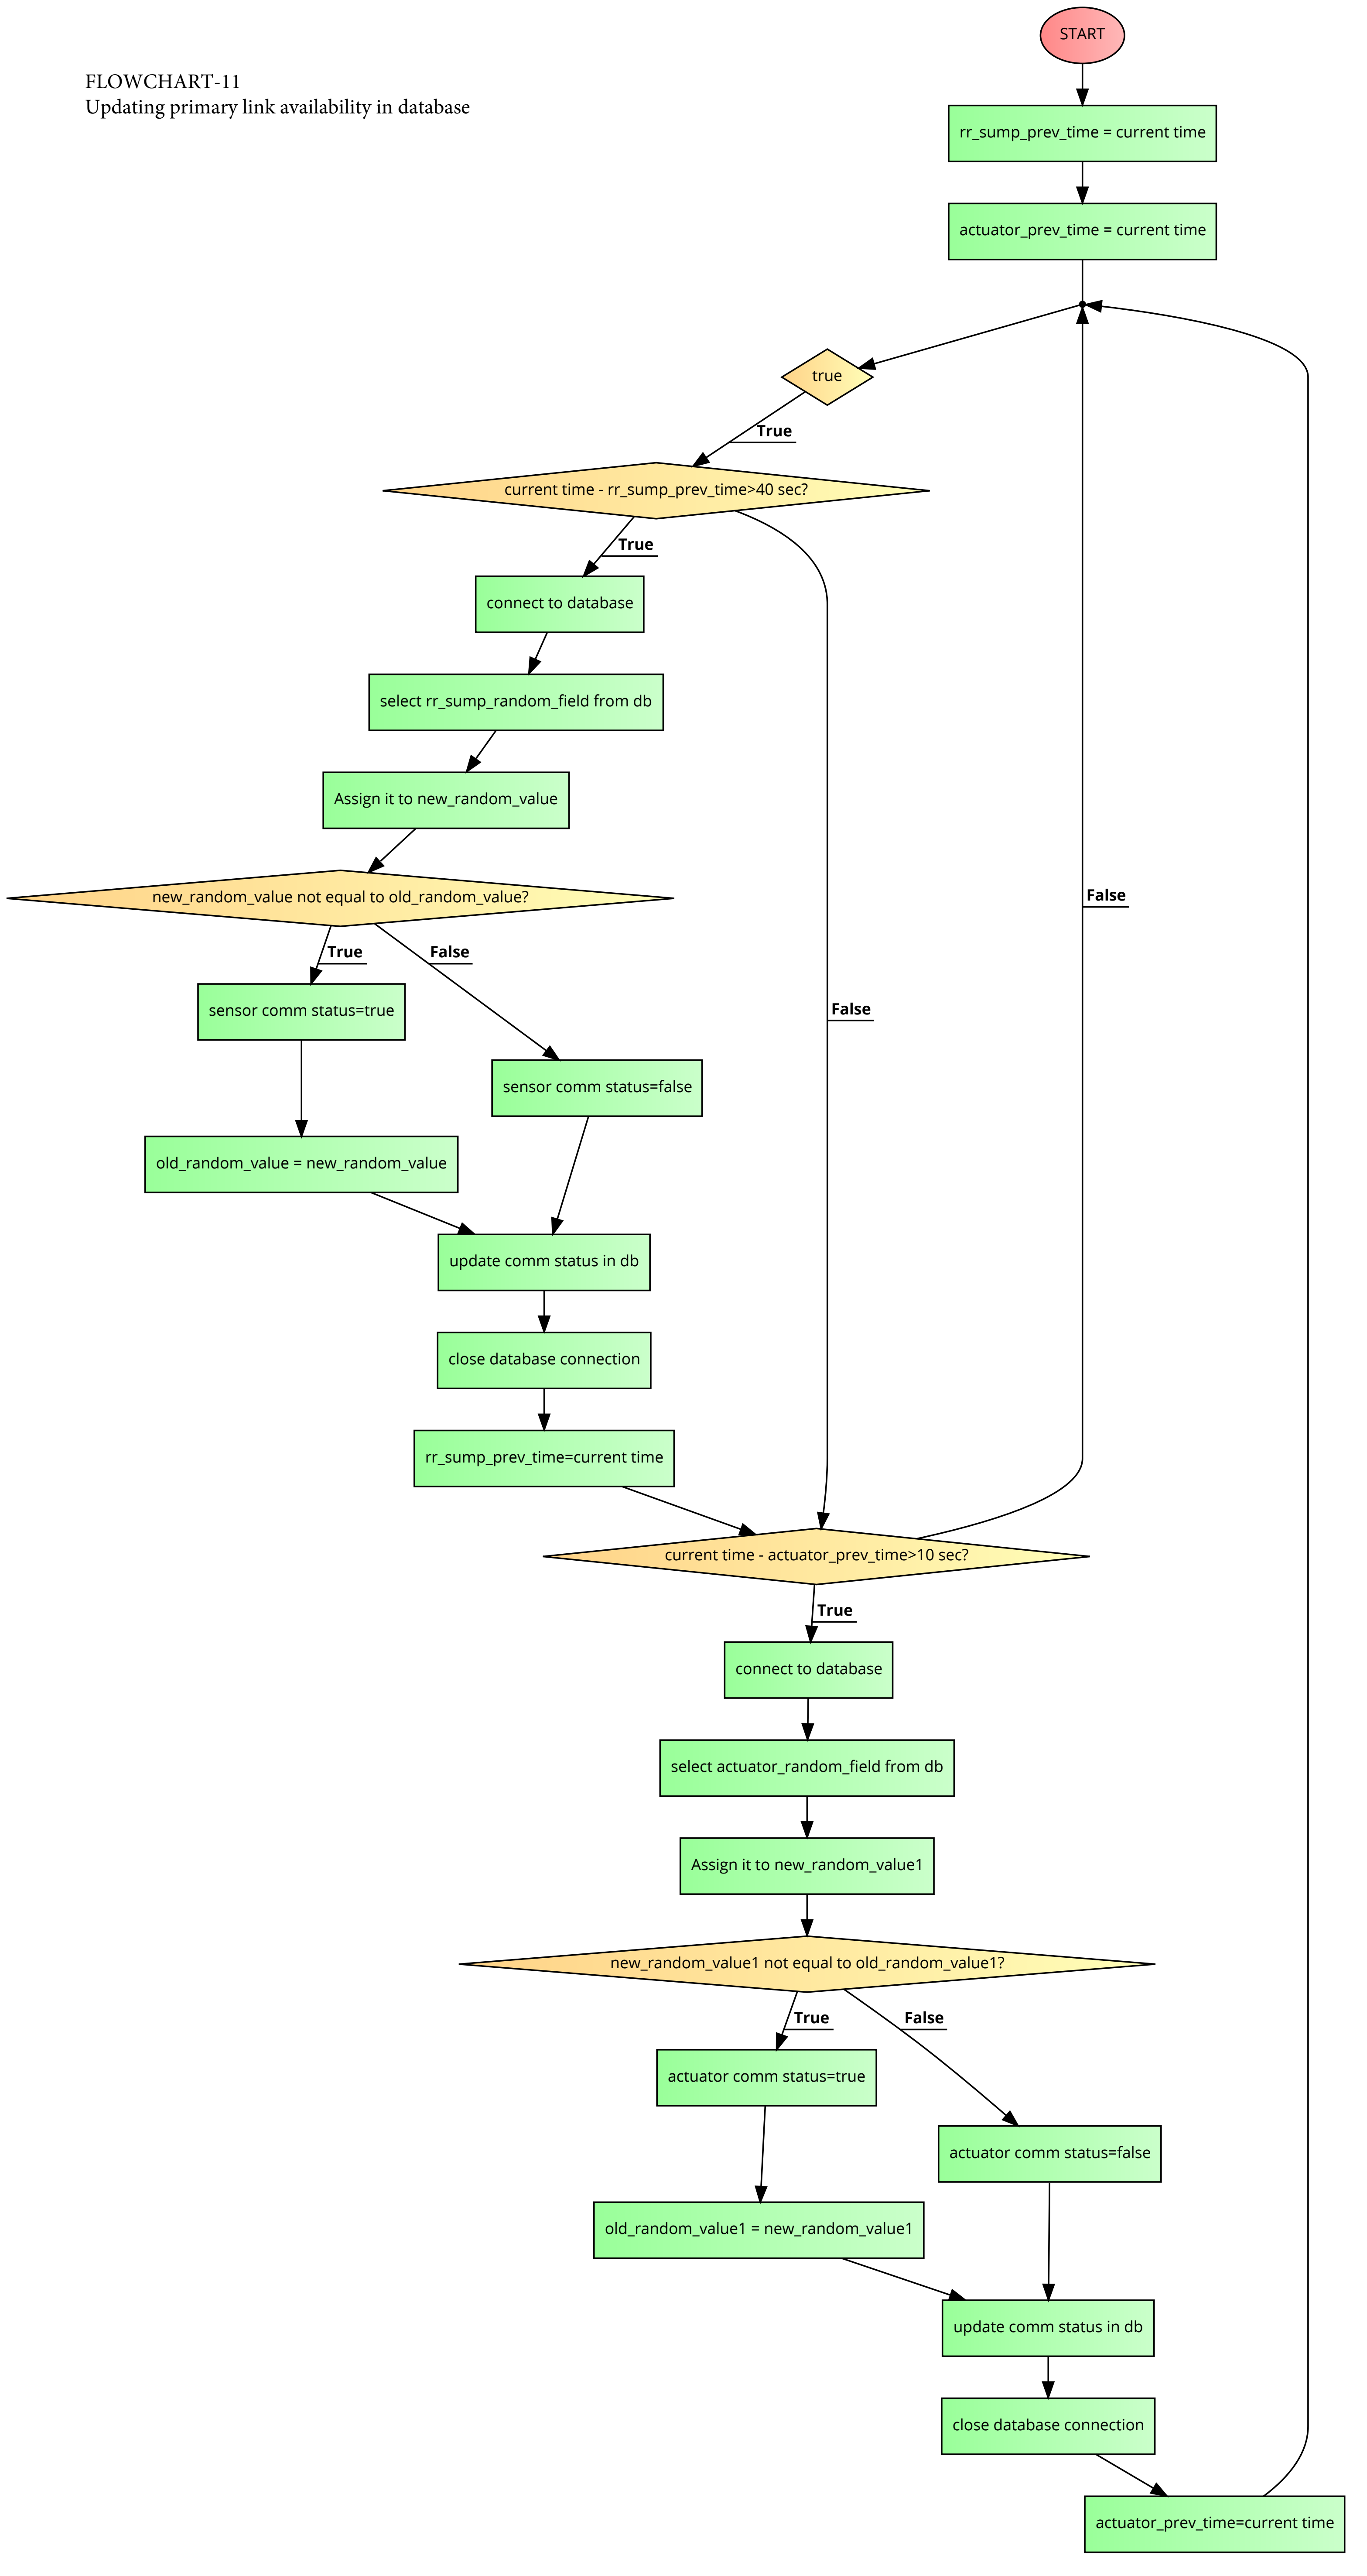 START
FLOWCHART-11
Updating primary link availability in database
rr_sump_prev_time = current time
actuator_prev_time = current time
true
True
current time - rr_sump_prev_time>40 sec?
True
connect to database
select rr_sump_random_field from db
Assign it to new_random_value
new_random_value not equal to old_random_value?
False
True
False
sensor comm status=true
False
sensor comm status=false
old_random_value = new_random_value
update comm status in db
close database connection
rr_sump_prev_time=current time
current time - actuator_prev_time>10 sec?
True
connect to database
select actuator_random_field from db
Assign it to new_random_value1
new_random_value1 not equal to old_random_value1?
True
False
actuator comm status=true
actuator comm status=false
old_random_value1 = new_random_value1
update comm status in db
close database connection
actuator_prev_time=current time